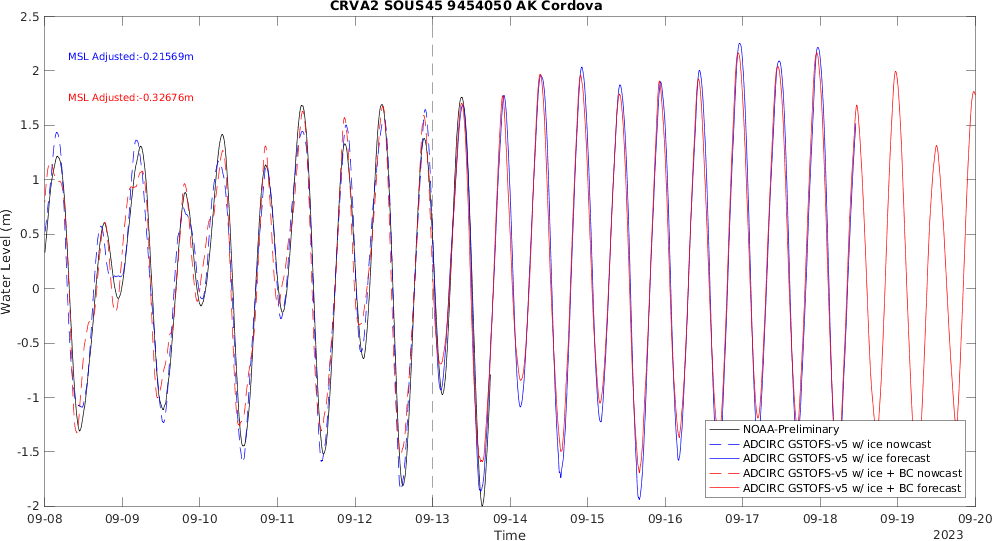 CRVA2 SOUS45 9454050 AK Cordova
MSL Adjusted:-0.21569m
MSL Adjusted:-0.32676m
Water Level (m)
2.5
2
1.5
1
0.5
0
-0.5
-1
-1.5
-2
NOAA-Preliminary
ADCIRC GSTOFS-v5 w/ ice nowcast
ADCIRC GSTOFS-v5 w/ ice forecast
ADCIRC GSTOFS-v5 w/ ice + BC nowcast
ADCIRC GSTOFS-v5 w/ ice + BC forecast
09-08 09-09 09-10 09-11 09-12 09-13 09-14 09-15 09-16 09-17 09-18 09-19 09-20
Time
2023